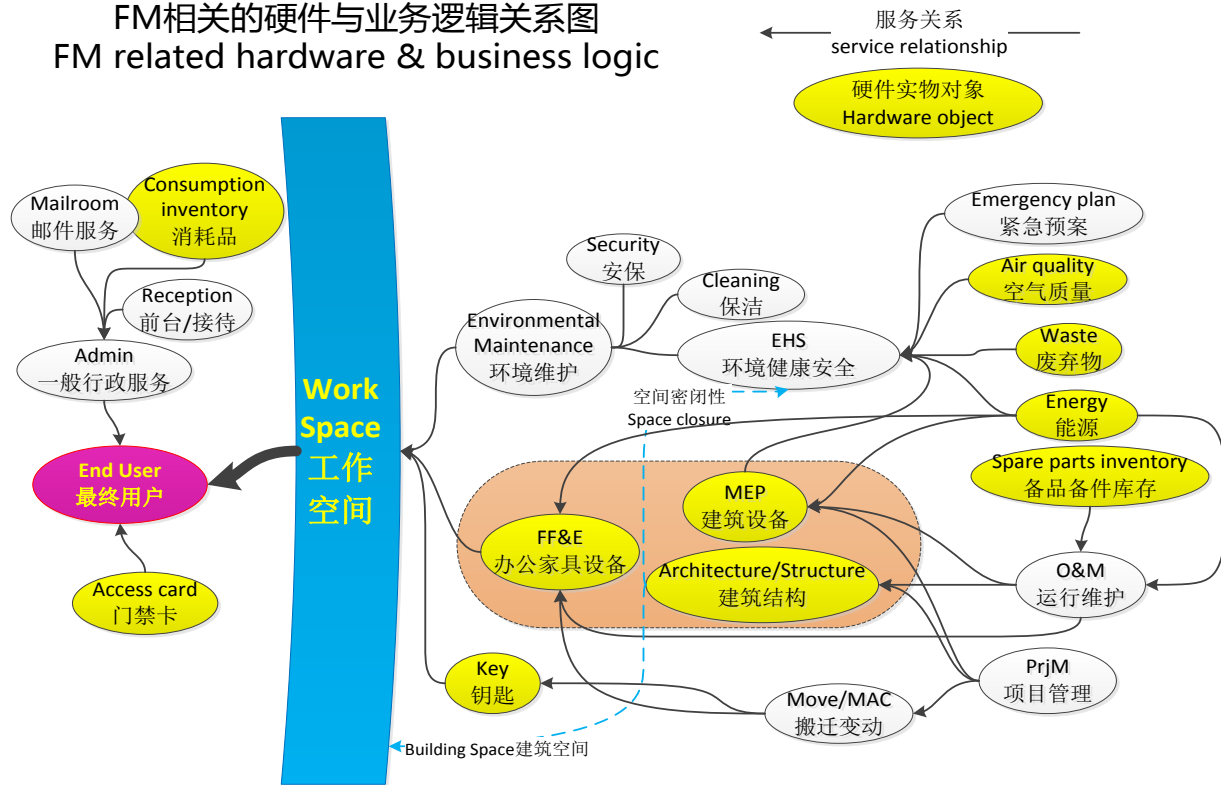 FM相关的硬件与业务逻辑关系图
FM related hardware & business logic
服务关系
service relationship
硬件实物对象
Hardware object
Mailroom
邮件服务
Consumption
inventory
消耗品
Reception
前台/接待
Admin
一般行政服务
End User
最终用户
Access card
门禁卡
Work
Space
工作
空间
Security
安保
Cleaning
保洁
Environmental
Maintenance
环境维护
EHS
环境健康安全
Emergency plan
紧急预案
Air quality
空气质量
Waste
废弃物
Energy
能源
Spare parts inventory
备品备件库存
空间密闭性
Space closure
MEP
建筑设备
FF&E
办公家具设备
Architecture/Structure
建筑结构
O&M
运行维护
Key
钥匙
Move/MAC
搬迁变动
PrjM
项目管理
Building Space建筑空间